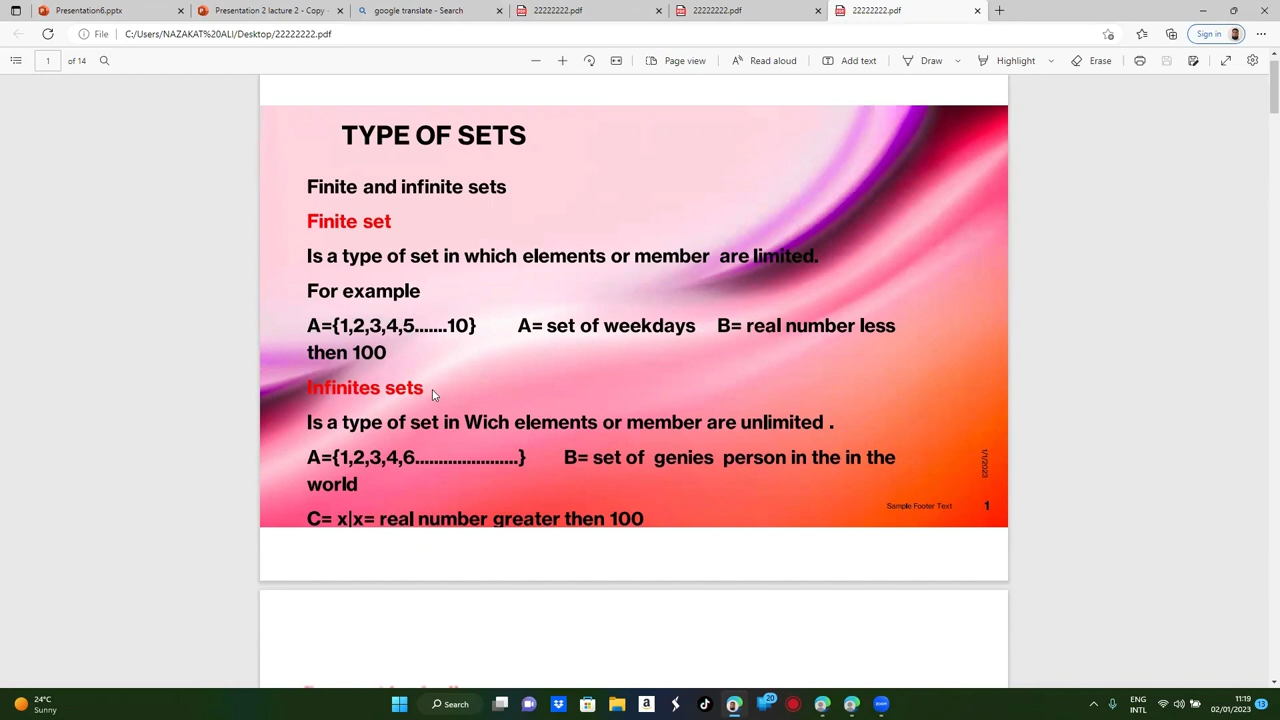 Presentation6.pptx
Presentation 2 lecture 2 - Copy
google translate - Search
22222222.pdf
22222222.pdf
22222222.pdf
File
C:/Users/NAZAKAT%20ALI/Desktop/22222222.pdf
Sign in
1 of 14
Page view
Read aloud
Add text
Draw
Highlight
Erase
TYPE OF SETS
Finite and infinite sets
Finite set
Is a type of set in which elements or member are limited.
For example
A={1,2,3,4,5.......10} A= set of weekdays B= real number less
then 100
Infinites sets
Is a type of set in Wich elements or member are unlimited .
A={1,2,3,4,6......................} B= set of genies person in the in the
world
C= x|x= real number greater then 100
1/1/2023
Sample Footer Text
1
24°C
Sunny
Search
20
zoom
ENG
INTL
11:19
02/01/2023
13